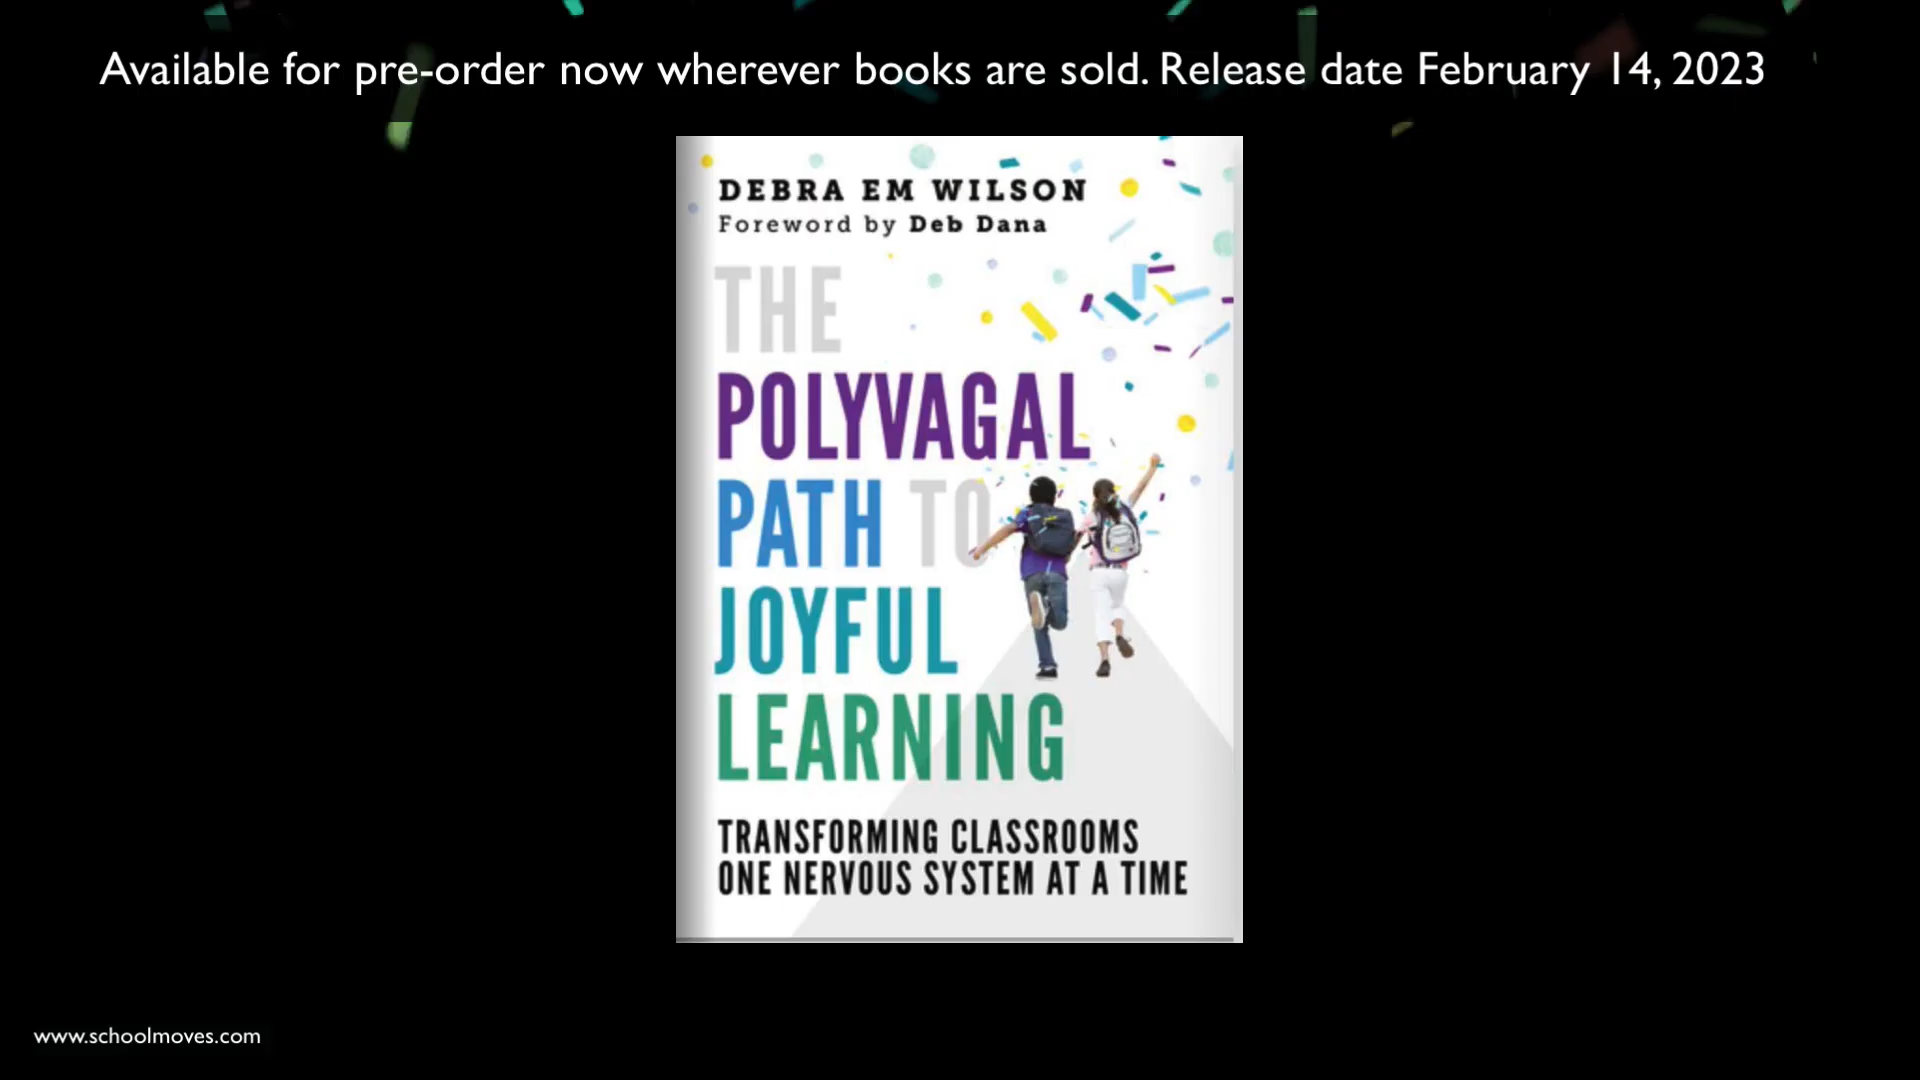 Available for pre-order now wherever books are sold. Release date February 14, 2023
DEBRA EM WILSON
Foreword by Deb Dana
THE
POLYVAGAL
PATH TO
JOYFUL
LEARNING
TRANSFORMING CLASSROOMS
ONE NERVOUS SYSTEM AT A TIME
www.schoolmoves.com